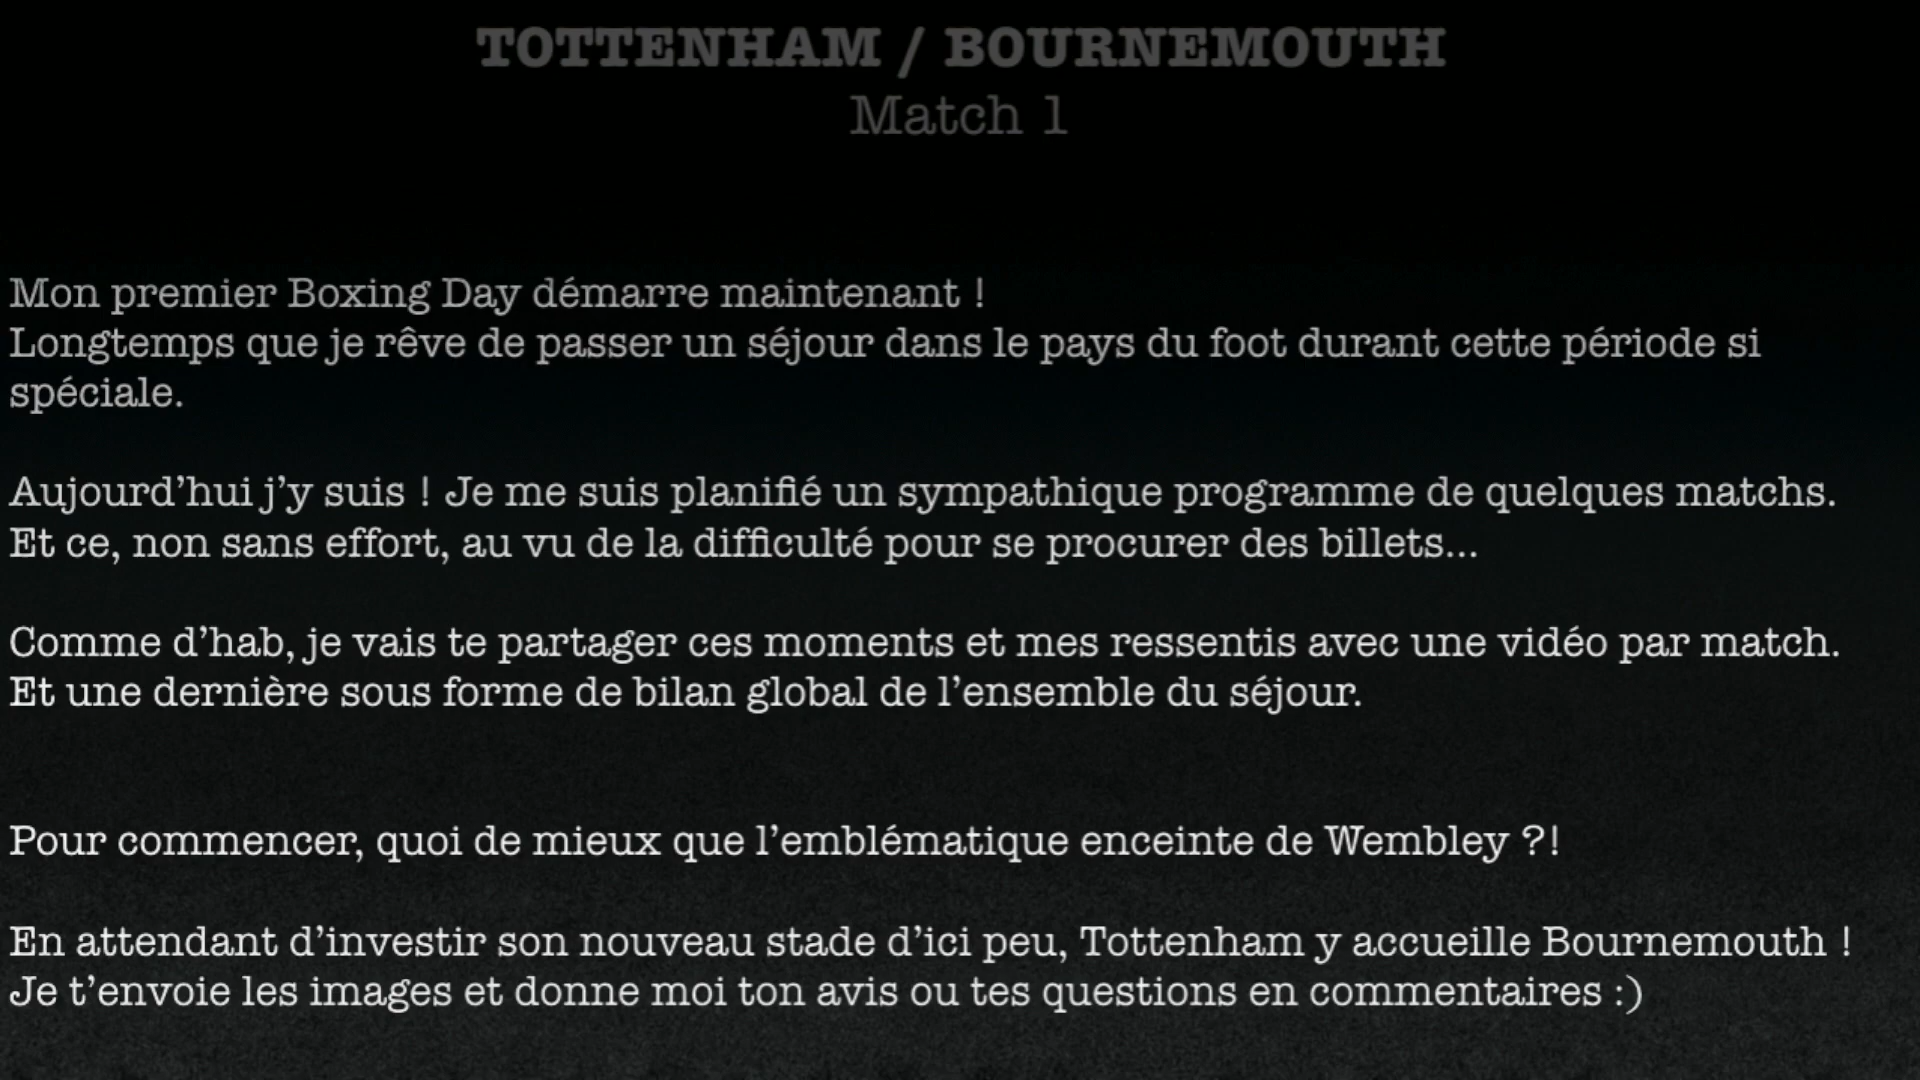 TOTTENHAM / BOURNEMOUTH
Match 1
Mon premier Boxing Day démarre maintenant !
Longtemps que je rêve de passer un séjour dans le pays du foot durant cette période si
spéciale.
Aujourd’hui j’y suis ! Je me suis planifié un sympathique programme de quelques matchs.
Et ce, non sans effort, au vu de la difficulté pour se procurer des billets...
Comme d’hab, je vais te partager ces moments et mes ressentis avec une vidéo par match.
Et une dernière sous forme de bilan global de l’ensemble du séjour.
Pour commencer, quoi de mieux que l’emblématique enceinte de Wembley ?!
En attendant d’investir son nouveau stade d’ici peu, Tottenham y accueille Bournemouth !
Je t’envoie les images et donne moi ton avis ou tes questions en commentaires :)